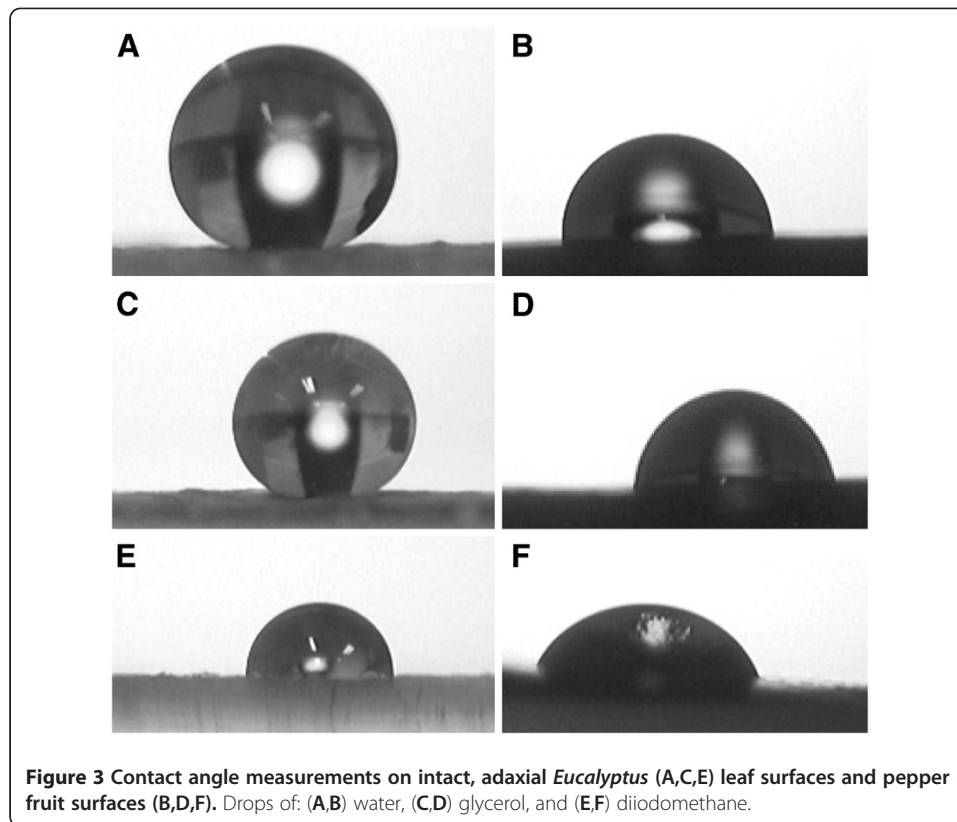 A
B
C
D
E
F
Figure 3 Contact angle measurements on intact, adaxial Eucalyptus (A,C,E) leaf surfaces and pepper
fruit surfaces (B,D,F). Drops of: (A,B) water, (C,D) glycerol, and (E,F) diiodomethane.